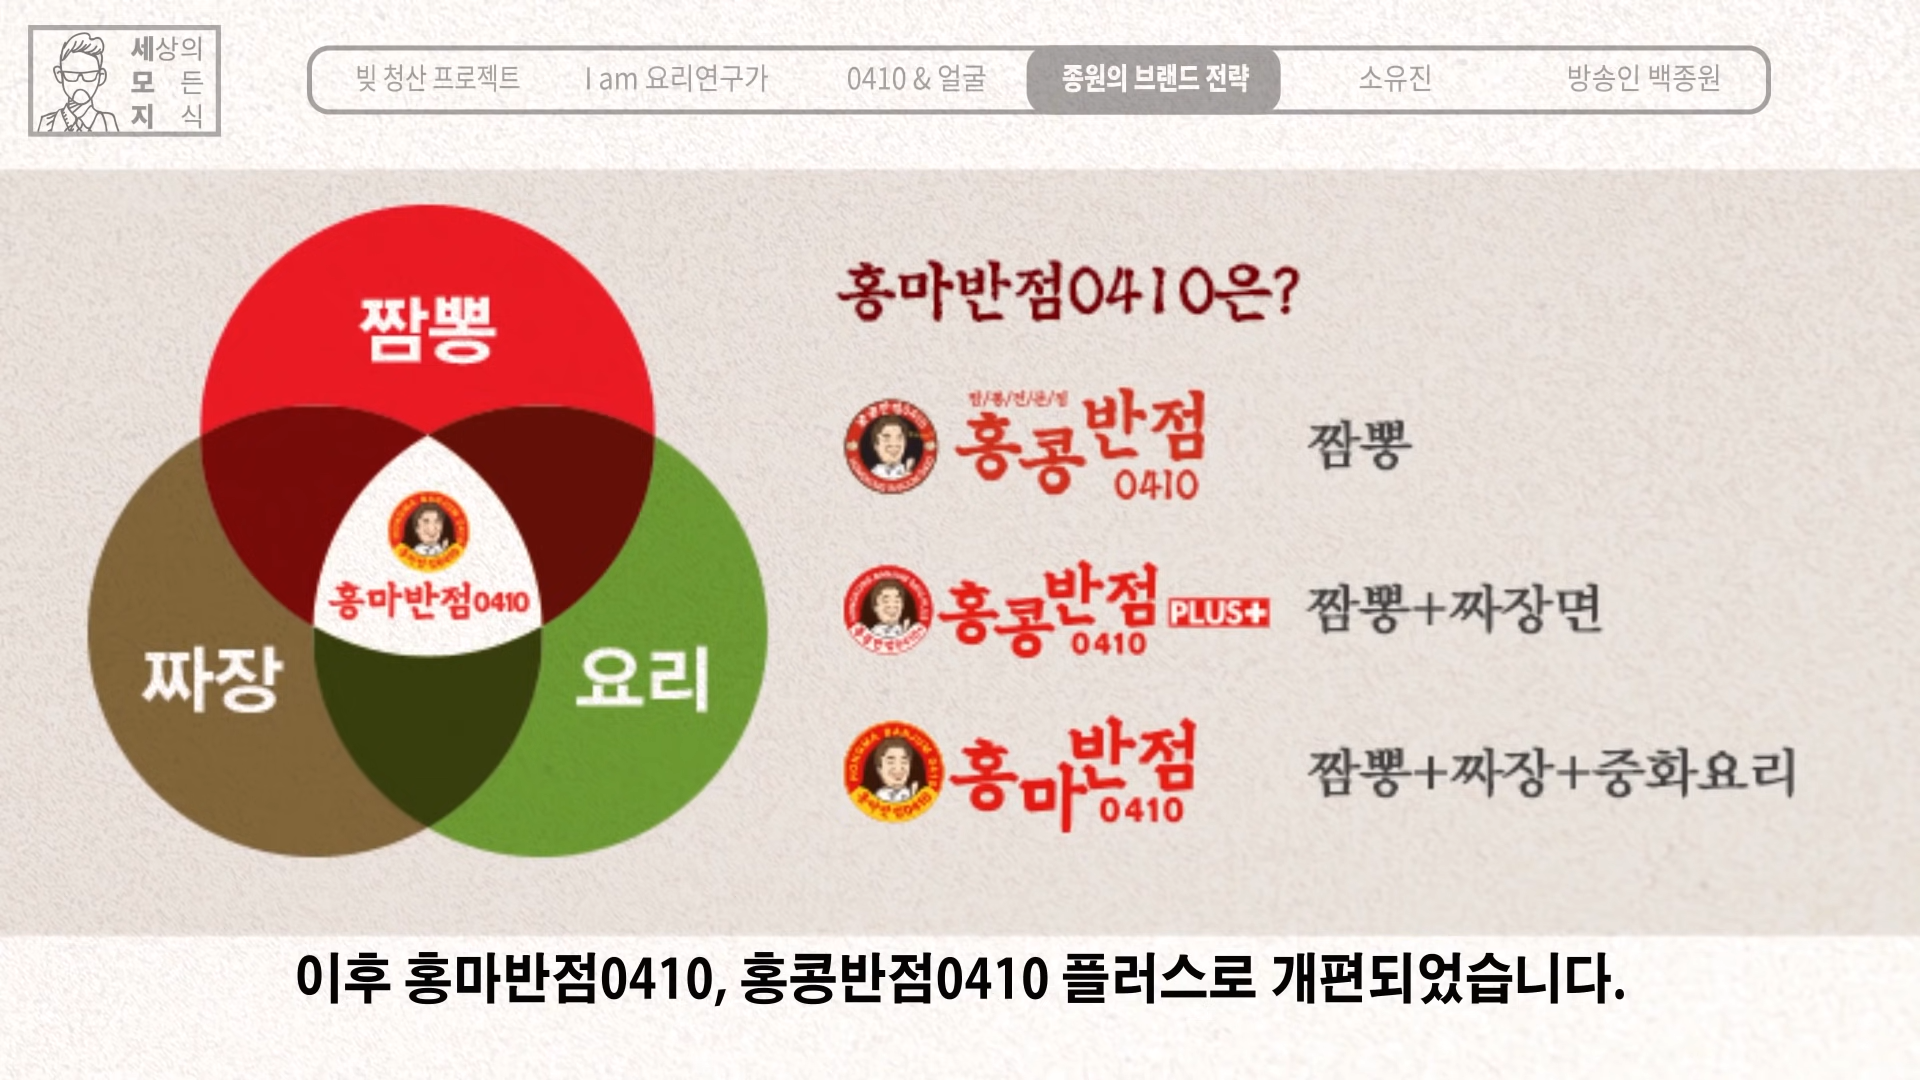 세상의
모든
지식
빚 청산 프로젝트
I am 요리연구가
0410 & 얼굴
종원의 브랜드 전략
소유진
방송인 백종원
짬뽕
홍마반점0410
짜장
요리
홍마반점0410은?
짬/뽕/전/문/점
홍콩반점
0410
짬뽕
홍콩반점
0410
PLUS+
짬뽕+짜장면
홍마반점
0410
짬뽕+짜장+중화요리
이후 홍마반점0410, 홍콩반점0410 플러스로 개편되었습니다.